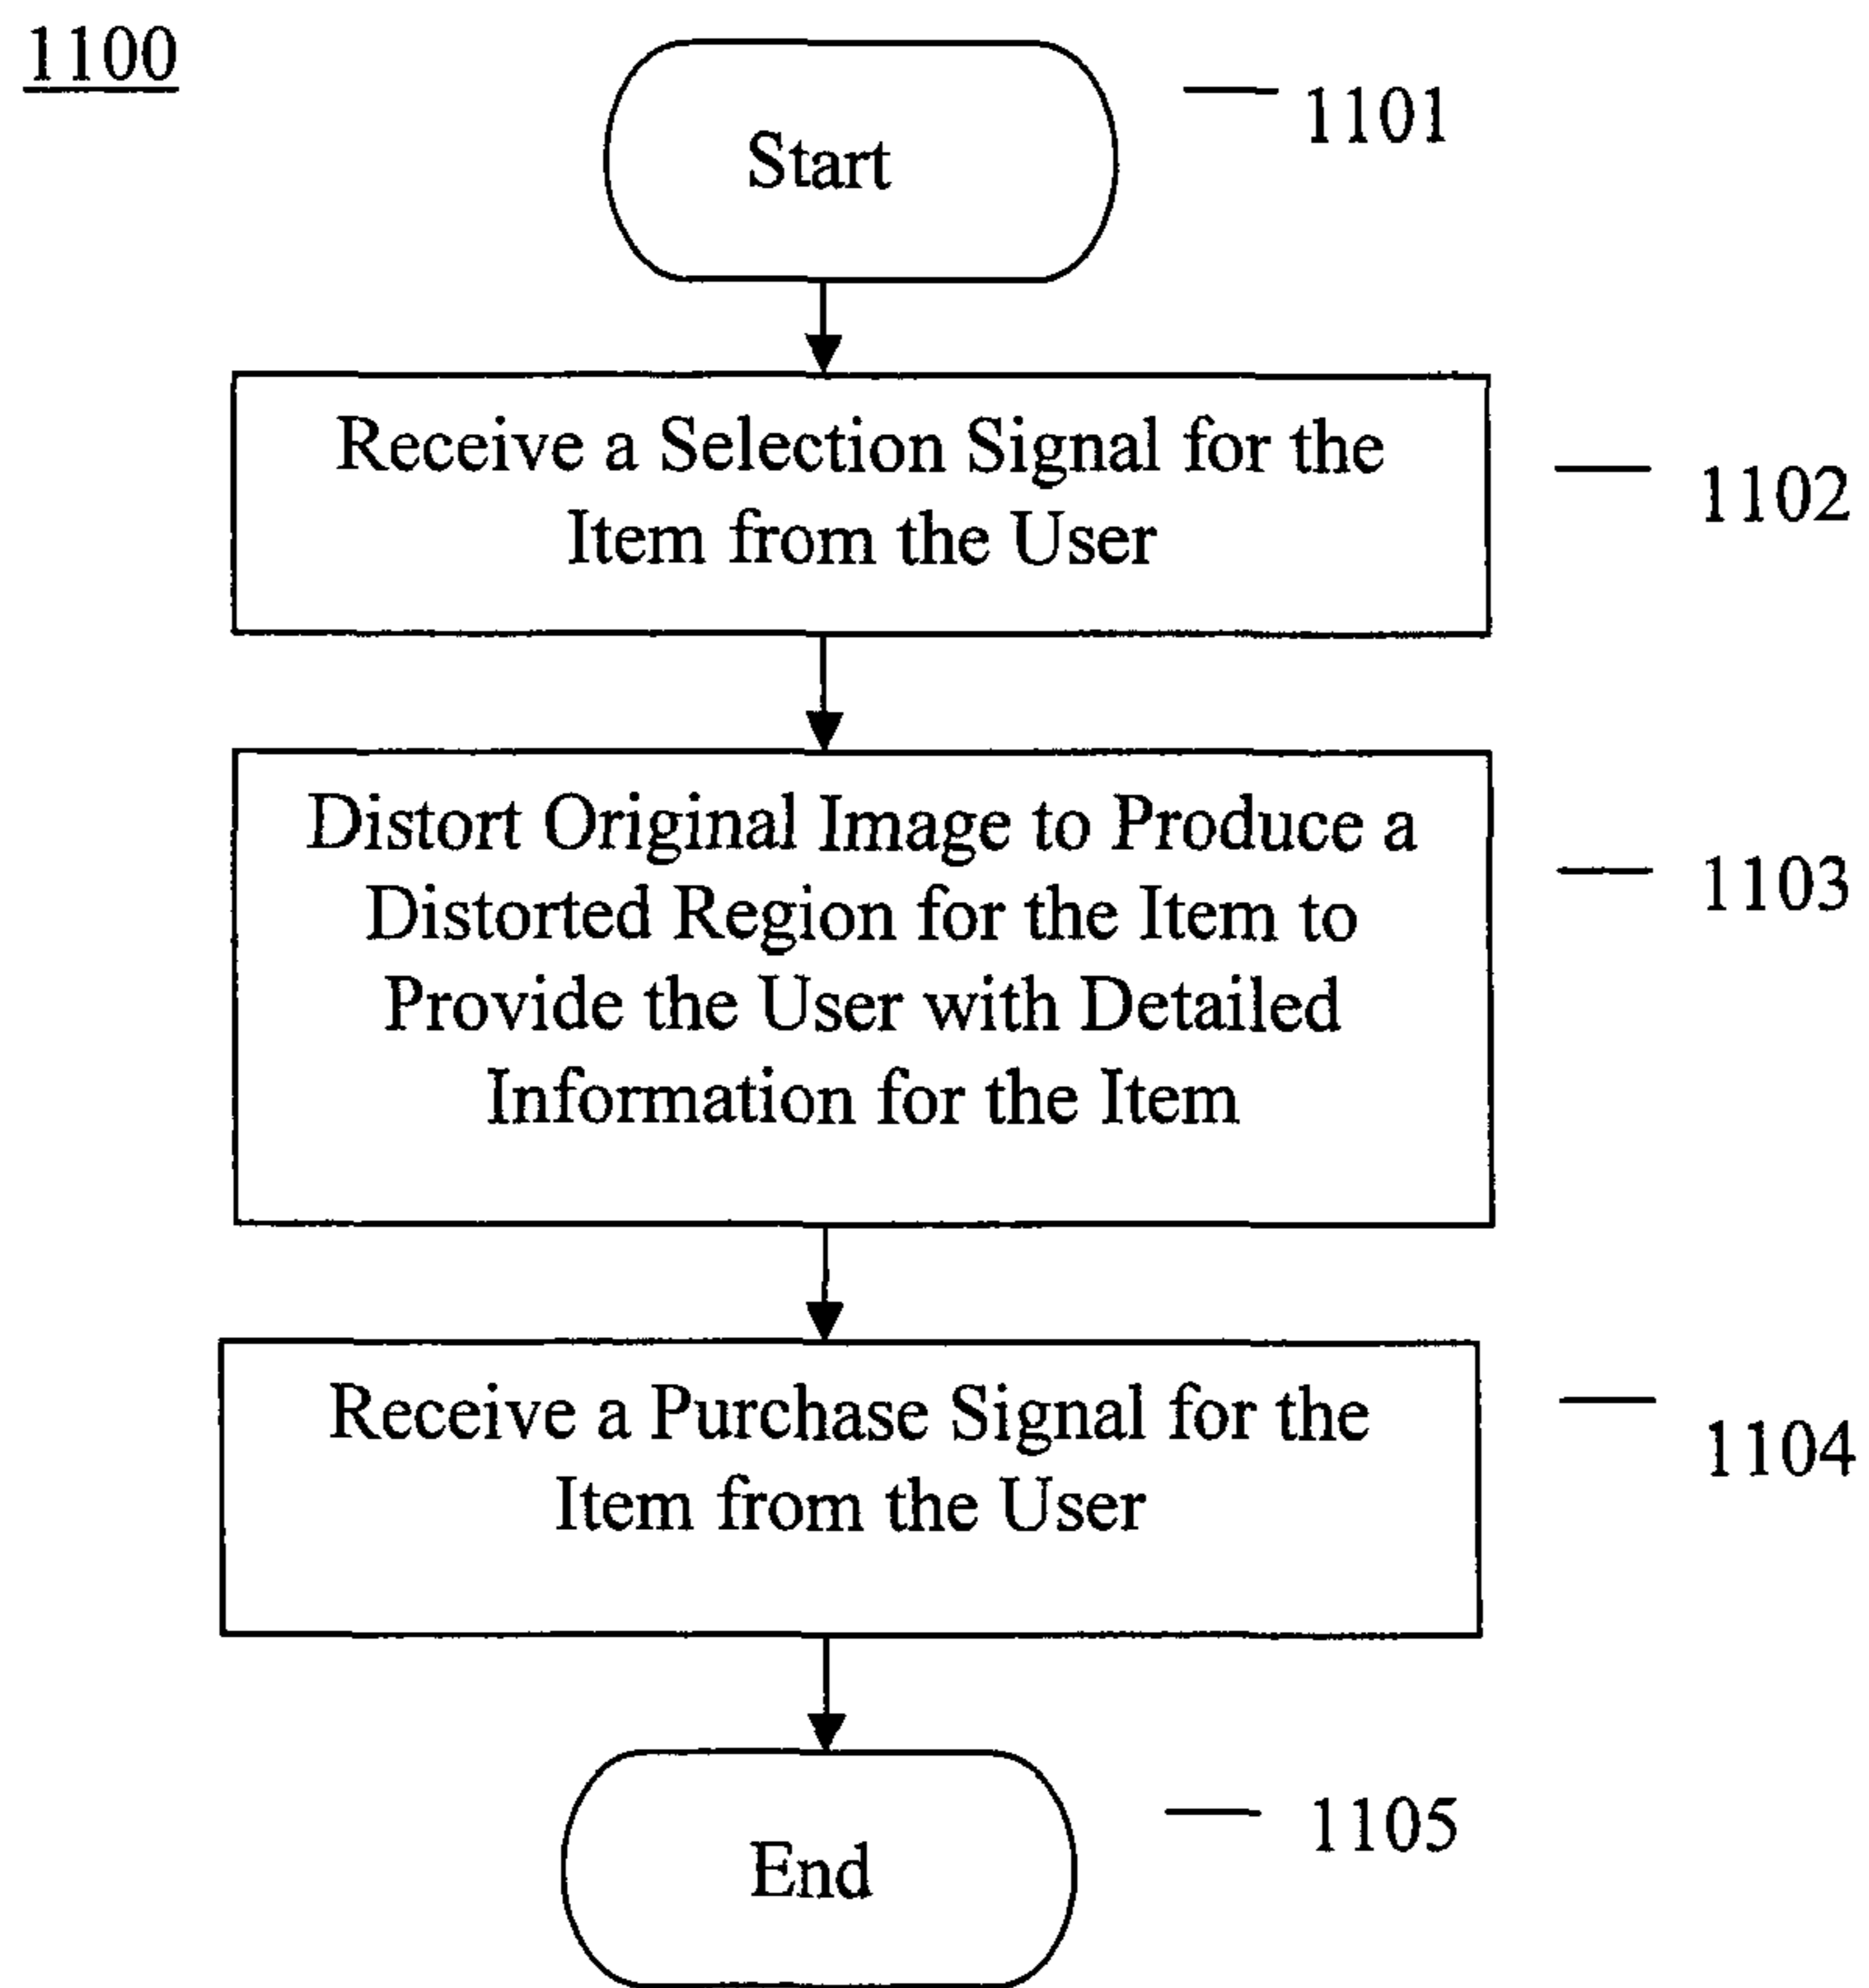 1100
Start
1101
Receive a Selection Signal for the
Item from the User
1102
Distort Original Image to Produce a
Distorted Region for the Item to
Provide the User with Detailed
Information for the Item
1103
Receive a Purchase Signal for the
Item from the User
1104
End
1105